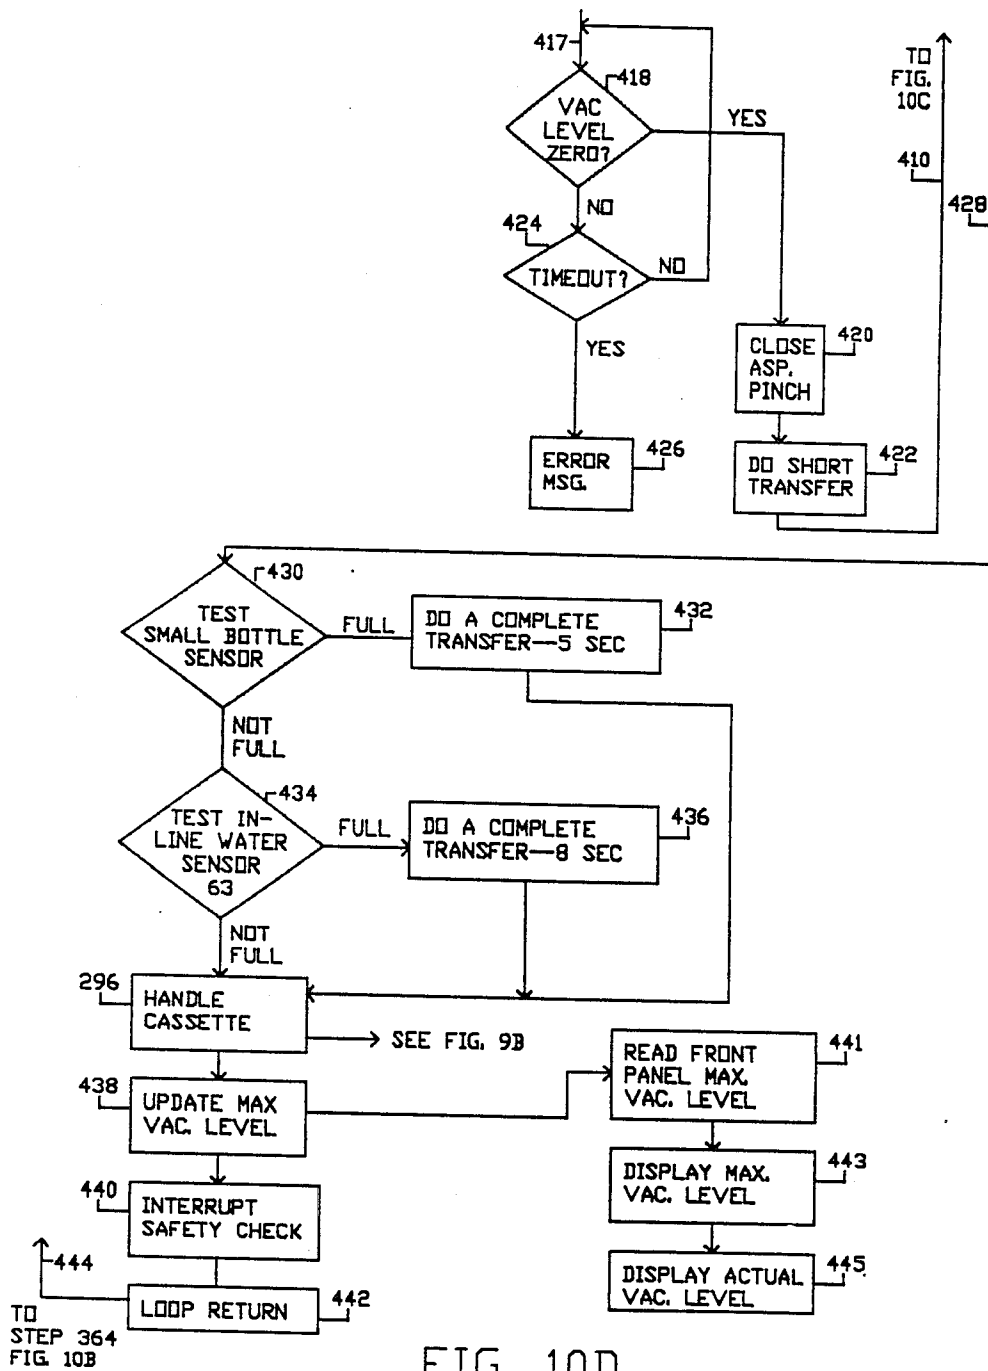 417
418
VAC
LEVEL
ZERO?
YES
TO
FIG.
10C
410
428
NO
424
TIMEOUT?
NO
YES
CLOSE
ASP.
PINCH
420
ERROR
MSG.
426
DO SHORT
TRANSFER
422
430
TEST
SMALL BOTTLE
SENSOR
FULL
DO A COMPLETE
TRANSFER--5 SEC
432
NOT
FULL
434
TEST IN-
LINE WATER
SENSOR
63
FULL
DO A COMPLETE
TRANSFER--8 SEC
436
NOT
FULL
296
HANDLE
CASSETTE
SEE FIG. 9B
438
UPDATE MAX
VAC. LEVEL
READ FRONT
PANEL MAX.
VAC. LEVEL
441
440
INTERRUPT
SAFETY CHECK
DISPLAY MAX.
VAC. LEVEL
443
444
LOOP RETURN
442
DISPLAY ACTUAL
VAC. LEVEL
445
TO
STEP 364
FIG. 10B
FIG. 10D